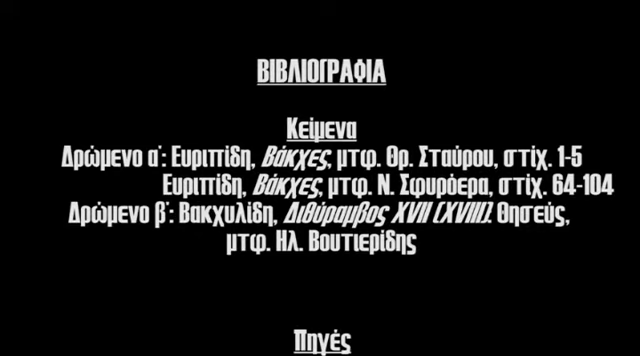 ΒΙΒΛΙΟΓΡΑΦΙΑ
Κείμενα
Δρώμενο α΄: Ευριπίδη, Βάκχες, μτφ. Θρ. Σταύρου, στίχ. 1-5
Ευριπίδη, Βάκχες, μτφ. Ν. Σφυρόερα, στίχ. 64-104
Δρώμενο β΄: Βακχυλίδη, Διθύραμβος XVII (XVIII). Θησεύς,
μτφ. Ηλ. Βουτιερίδης
Πηγές